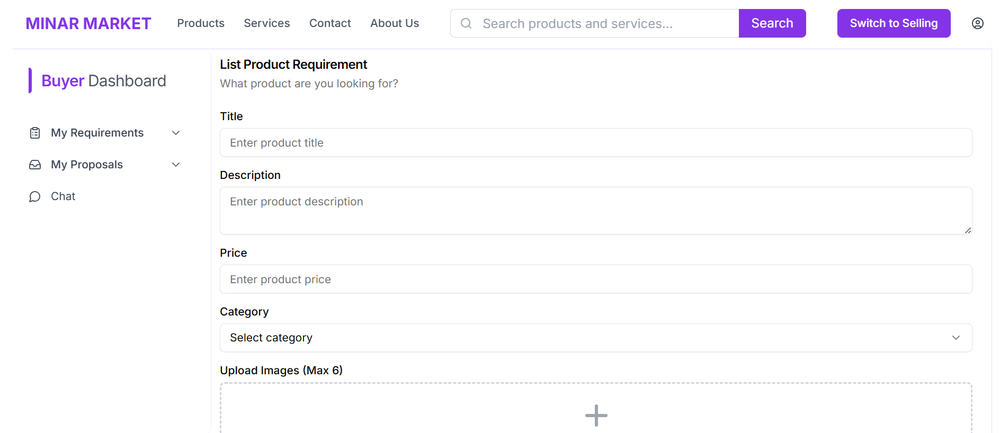 MINAR MARKET
Products
Services
Contact
About Us
Search products and services...
Search
Switch to Selling
Buyer Dashboard
My Requirements
My Proposals
Chat
List Product Requirement
What product are you looking for?
Title
Enter product title
Description
Enter product description
Price
Enter product price
Category
Select category
Upload Images (Max 6)